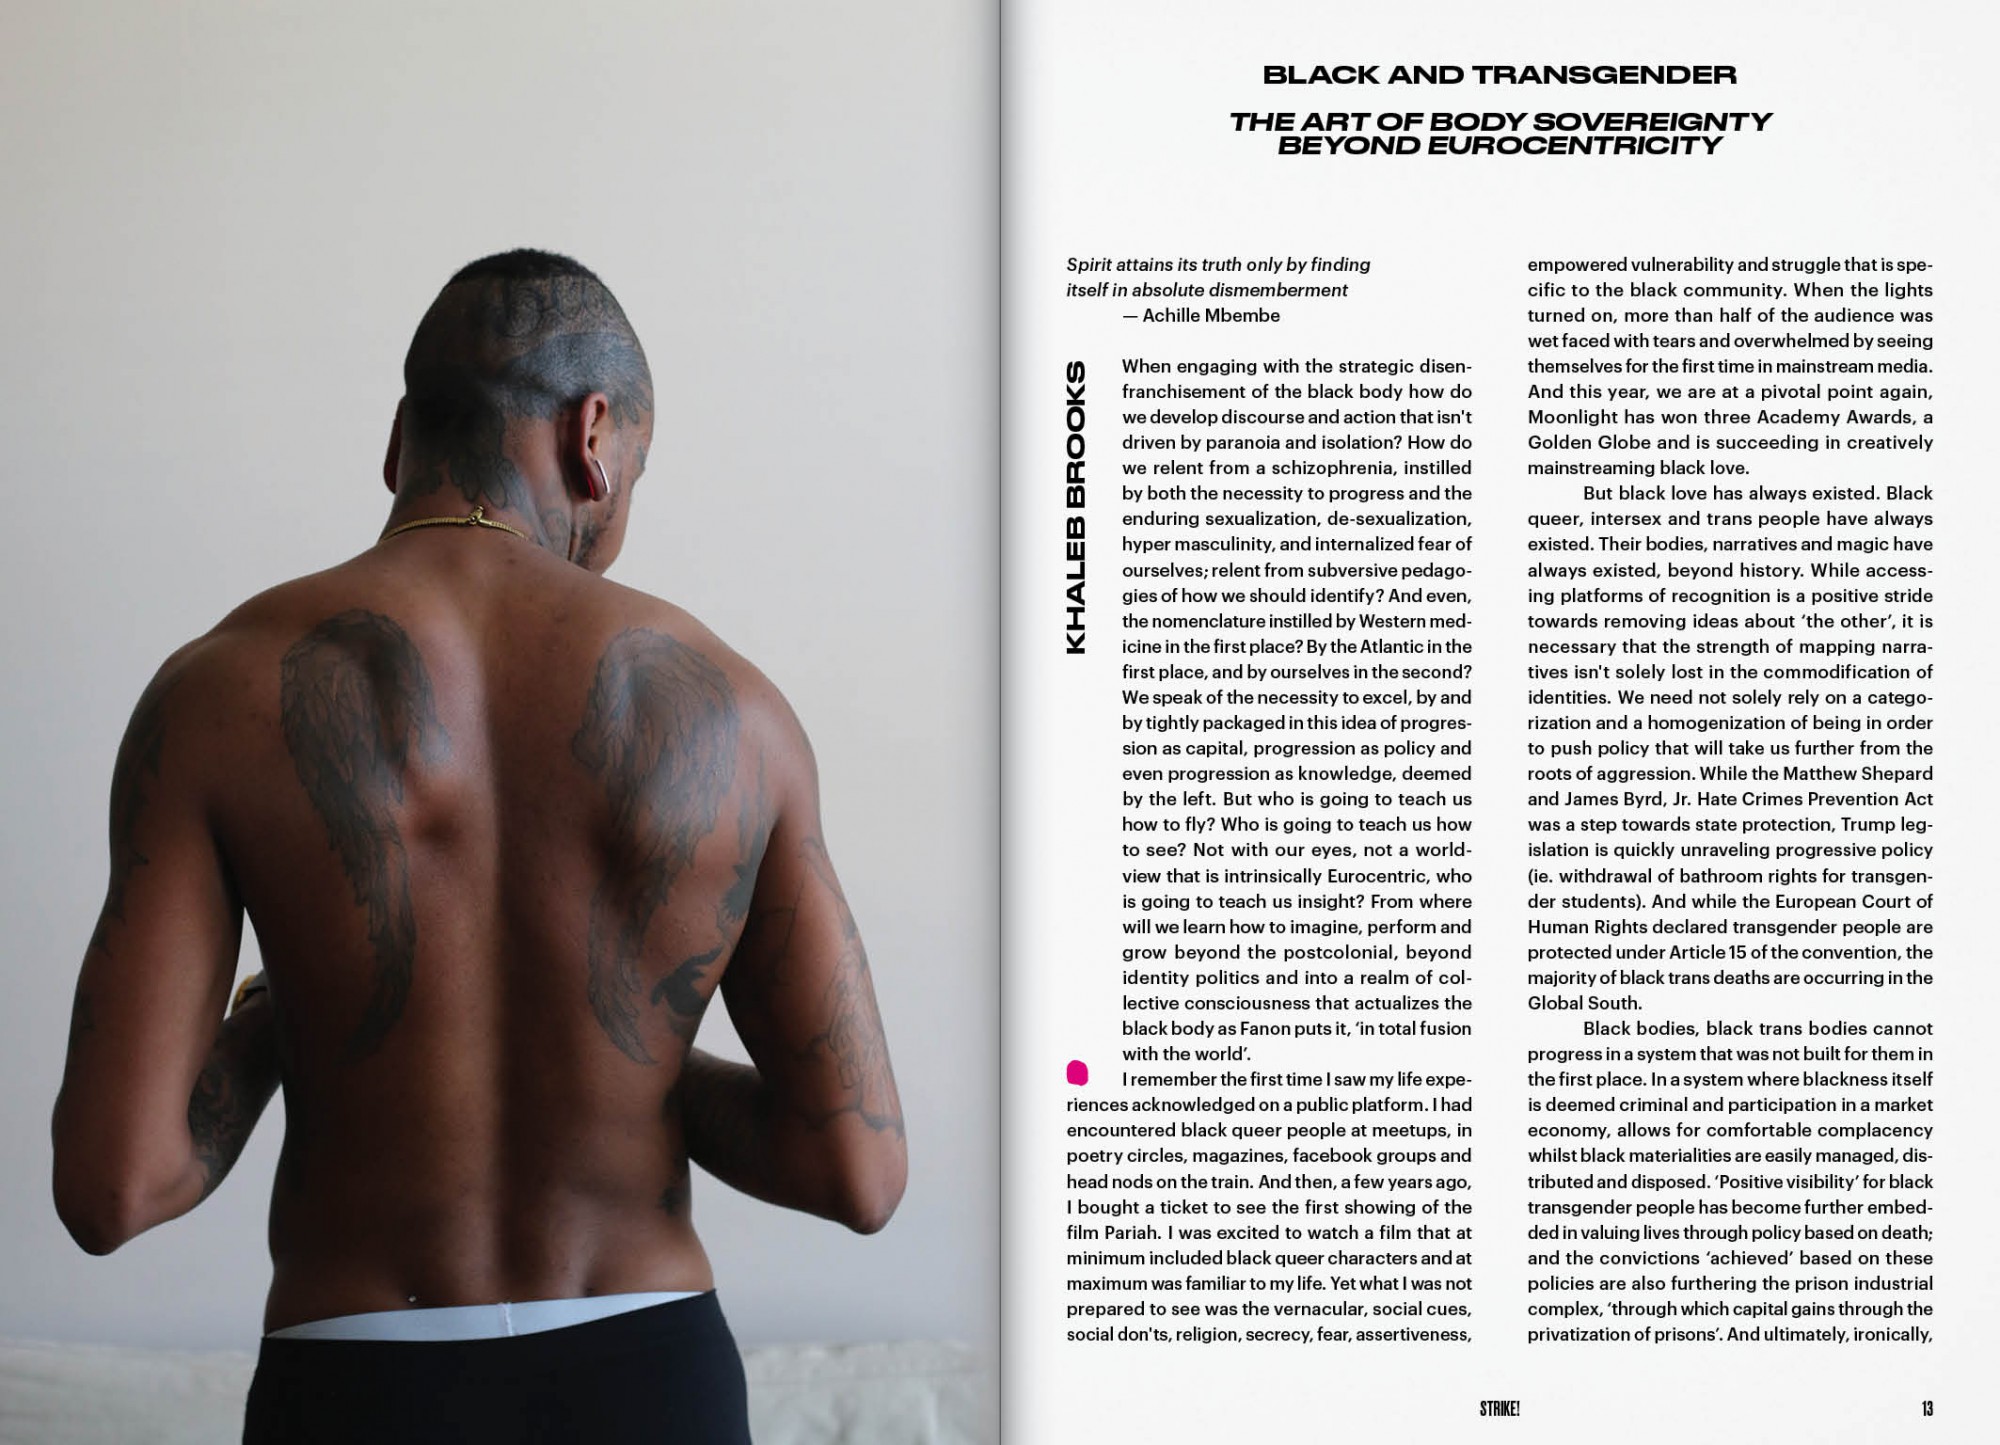 BLACK AND TRANSGENDER
THE ART OF BODY SOVEREIGNTY
BEYOND EUROCENTRICITY
Spirit attains its truth only by finding
itself in absolute dismemberment
— Achille Mbembe
KHALEB BROOKS
When engaging with the strategic disen-
franchisement of the black body how do
we develop discourse and action that isn't
driven by paranoia and isolation? How do
we relent from a schizophrenia, instilled
by both the necessity to progress and the
enduring sexualization, de-sexualization,
hyper masculinity, and internalized fear of
ourselves; relent from subversive pedago-
gies of how we should identify? And even,
the nomenclature instilled by Western med-
icine in the first place? By the Atlantic in the
first place, and by ourselves in the second?
We speak of the necessity to excel, by and
by tightly packaged in this idea of progres-
sion as capital, progression as policy and
even progression as knowledge, deemed
by the left. But who is going to teach us
how to fly? Who is going to teach us how
to see? Not with our eyes, not a world-
view that is intrinsically Eurocentric, who
is going to teach us insight? From where
will we learn how to imagine, perform and
grow beyond the postcolonial, beyond
identity politics and into a realm of col-
lective consciousness that actualizes the
black body as Fanon puts it, ‘in total fusion
with the world’.
I remember the first time I saw my life expe-
riences acknowledged on a public platform. I had
encountered black queer people at meetups, in
poetry circles, magazines, facebook groups and
head nods on the train. And then, a few years ago,
I bought a ticket to see the first showing of the
film Pariah. I was excited to watch a film that at
minimum included black queer characters and at
maximum was familiar to my life. Yet what I was not
prepared to see was the vernacular, social cues,
social don'ts, religion, secrecy, fear, assertiveness,
empowered vulnerability and struggle that is spe-
cific to the black community. When the lights
turned on, more than half of the audience was
wet faced with tears and overwhelmed by seeing
themselves for the first time in mainstream media.
And this year, we are at a pivotal point again,
Moonlight has won three Academy Awards, a
Golden Globe and is succeeding in creatively
mainstreaming black love.
But black love has always existed. Black
queer, intersex and trans people have always
existed. Their bodies, narratives and magic have
always existed, beyond history. While access-
ing platforms of recognition is a positive stride
towards removing ideas about ‘the other’, it is
necessary that the strength of mapping narra-
tives isn't solely lost in the commodification of
identities. We need not solely rely on a catego-
rization and a homogenization of being in order
to push policy that will take us further from the
roots of aggression. While the Matthew Shepard
and James Byrd, Jr. Hate Crimes Prevention Act
was a step towards state protection, Trump leg-
islation is quickly unraveling progressive policy
(ie. withdrawal of bathroom rights for transgen-
der students). And while the European Court of
Human Rights declared transgender people are
protected under Article 15 of the convention, the
majority of black trans deaths are occurring in the
Global South.
Black bodies, black trans bodies cannot
progress in a system that was not built for them in
the first place. In a system where blackness itself
is deemed criminal and participation in a market
economy, allows for comfortable complacency
whilst black materialities are easily managed, dis-
tributed and disposed. ‘Positive visibility’ for black
transgender people has become further embed-
ded in valuing lives through policy based on death;
and the convictions ‘achieved’ based on these
policies are also furthering the prison industrial
complex, ‘through which capital gains through the
privatization of prisons’. And ultimately, ironically,
STRIKE!
13